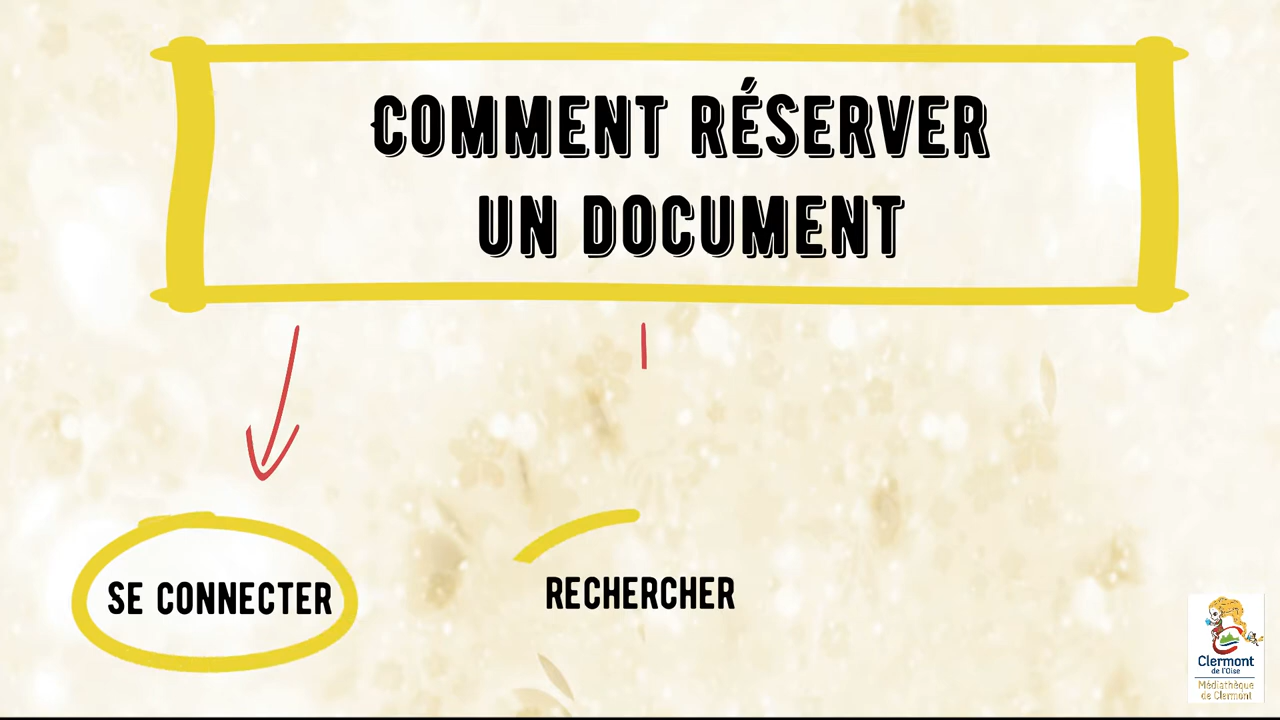 COMMENT RÉSERVER
UN DOCUMENT
SE CONNECTER
RECHERCHER
Clermont
de l'Oise
Médiathèque
de Clermont